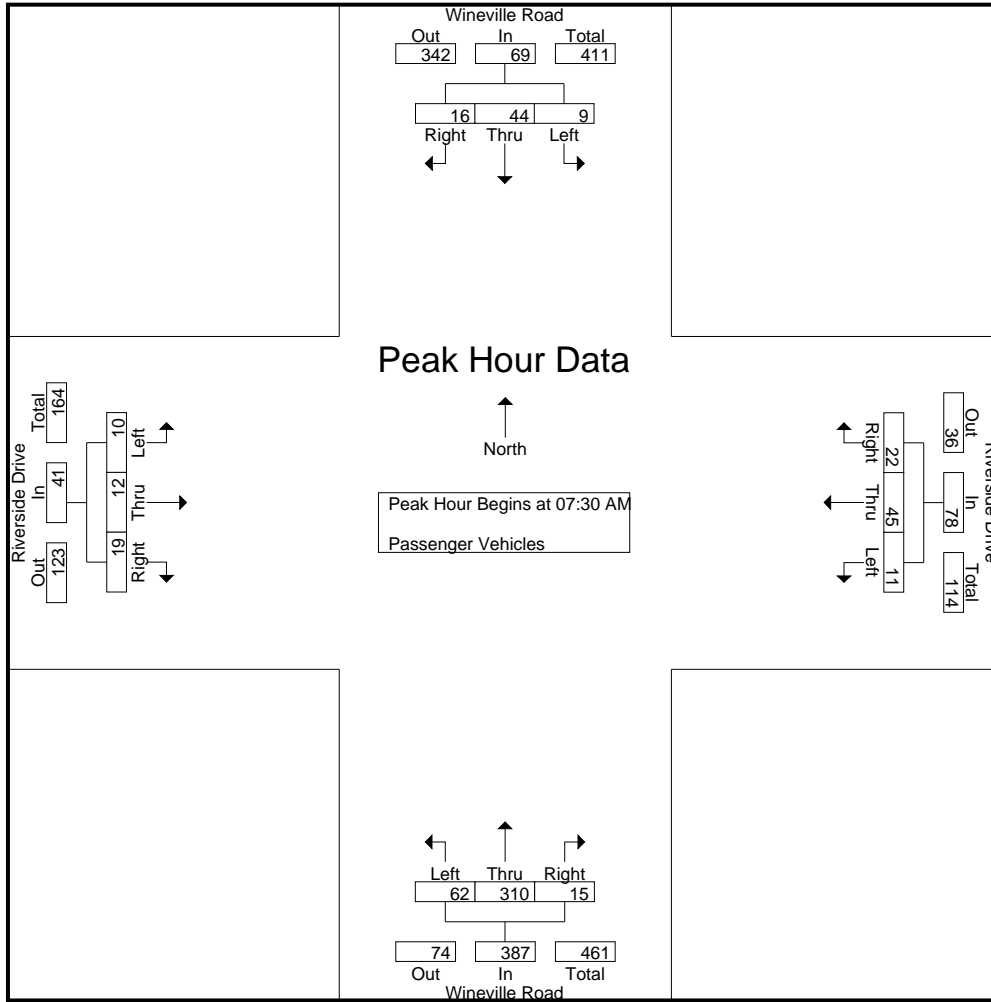 Wineville Road
Out In Total
342 69 411
16 44 9
Right Thru Left
Peak Hour Data
North
Peak Hour Begins at 07:30 AM
Passenger Vehicles
Riverside Drive
Total In Out
164 41 123
10 12 19
Left Thru Right
Riverside Drive
Out In Total
36 78 114
22 45 11
Right Thru Left
Left Thru Right
62 310 15
74 387 461
Out In Total
Wineville Road